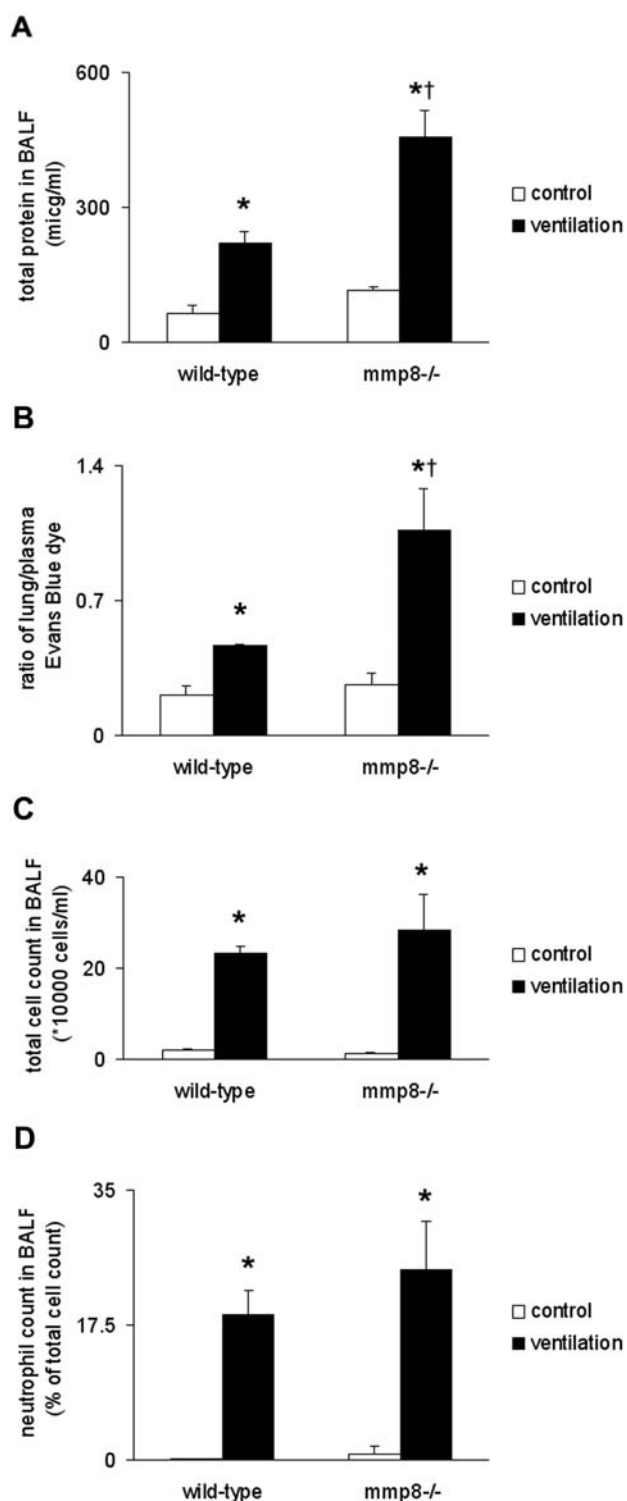 A
total protein in BALF
(micg/ml)
600
300
0
*
*†
wild-type
mmp8-/-
control
ventilation
B
ratio of lung/plasma
Evans Blue dye
1.4
0.7
0
*
*†
wild-type
mmp8-/-
control
ventilation
C
total cell count in BALF
(*10000 cells/ml)
40
20
0
*
*
wild-type
mmp8-/-
control
ventilation
D
neutrophil count in BALF
(% of total cell count)
35
17.5
0
*
*
wild-type
mmp8-/-
control
ventilation